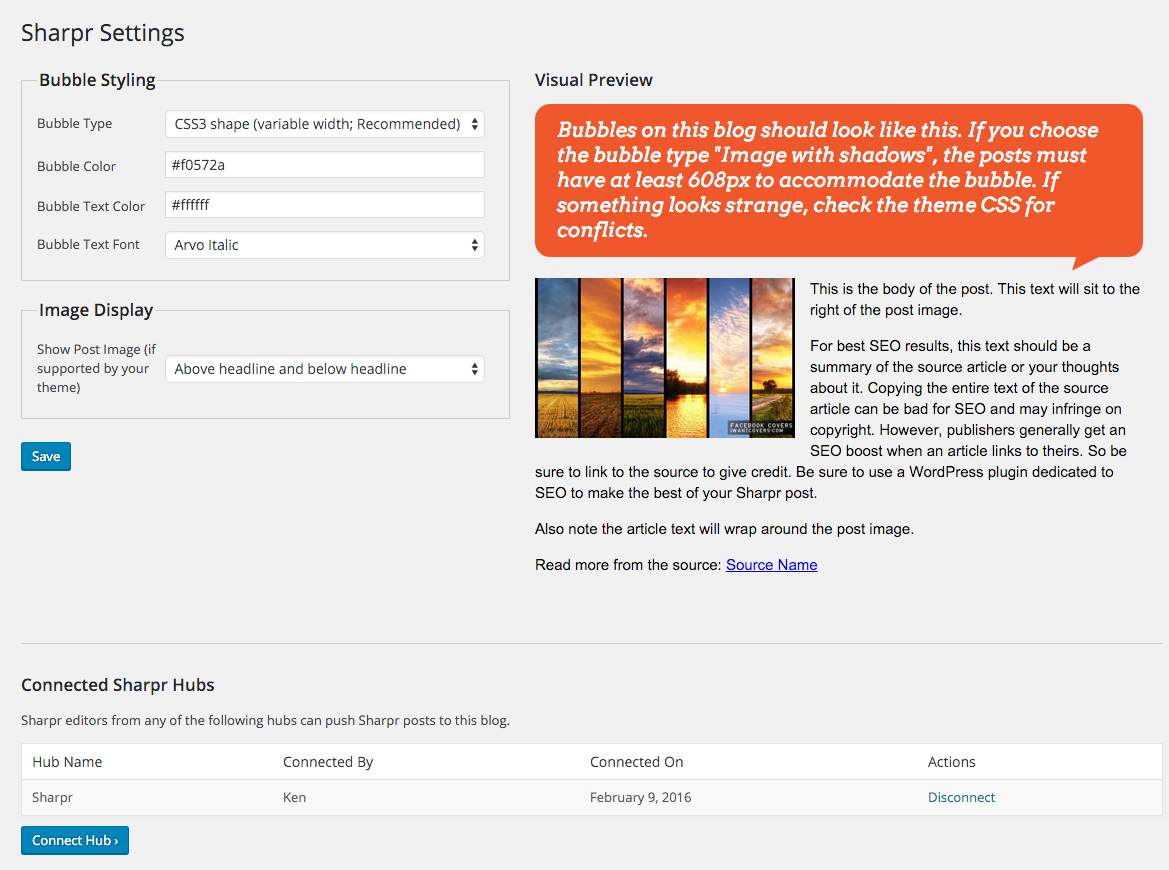 Sharpr Settings
Bubble Styling
Bubble Type
CSS3 shape (variable width; Recommended)
Bubble Color
#f0572a
Bubble Text Color
#ffffff
Bubble Text Font
Arvo Italic
Image Display
Show Post Image (if
supported by your
theme)
Above headline and below headline
Save
Visual Preview
Bubbles on this blog should look like this. If you choose
the bubble type "Image with shadows", the posts must
have at least 608px to accommodate the bubble. If
something looks strange, check the theme CSS for
conflicts.
FACEBOOK COVERS
IWANTCOVERS.COM
This is the body of the post. This text will sit to the
right of the post image.
For best SEO results, this text should be a
summary of the source article or your thoughts
about it. Copying the entire text of the source
article can be bad for SEO and may infringe on
copyright. However, publishers generally get an
SEO boost when an article links to theirs. So be
sure to link to the source to give credit. Be sure to use a WordPress plugin dedicated to
SEO to make the best of your Sharpr post.
Also note the article text will wrap around the post image.
Read more from the source: Source Name
Connected Sharpr Hubs
Sharpr editors from any of the following hubs can push Sharpr posts to this blog.
Hub Name Connected By Connected On Actions
Sharpr Ken February 9, 2016 Disconnect
Connect Hub ›